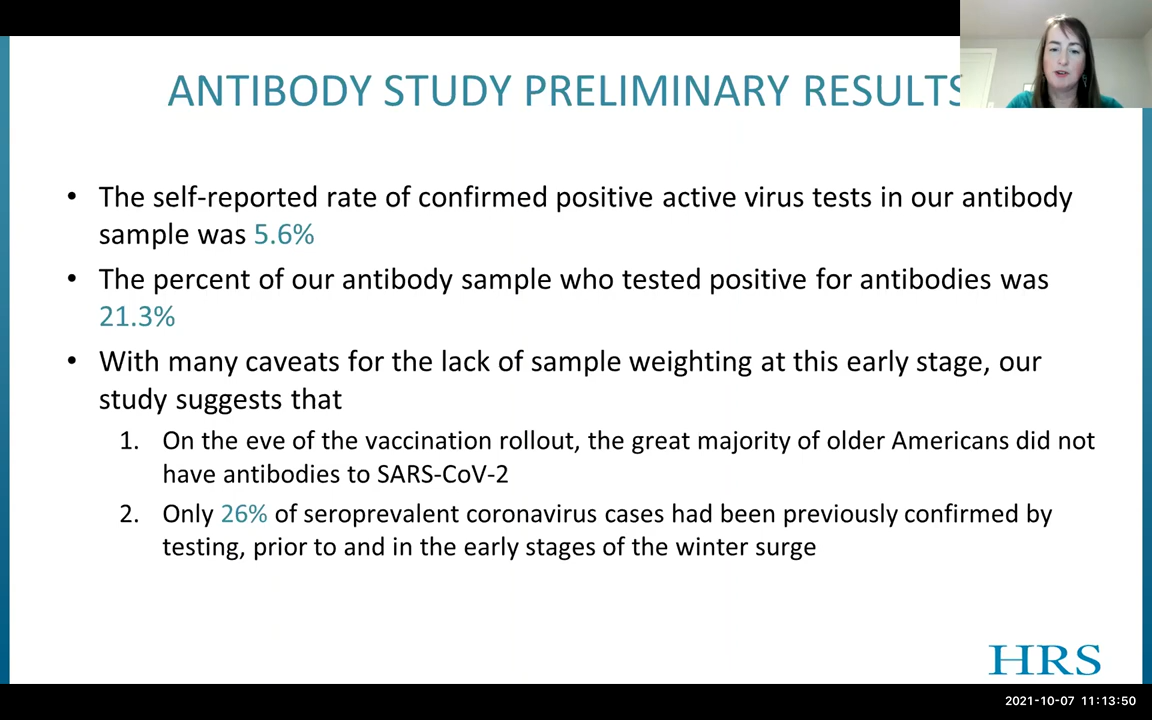 ANTIBODY STUDY PRELIMINARY RESULTS
• The self-reported rate of confirmed positive active virus tests in our antibody
sample was 5.6%
• The percent of our antibody sample who tested positive for antibodies was
21.3%
• With many caveats for the lack of sample weighting at this early stage, our
study suggests that
1. On the eve of the vaccination rollout, the great majority of older Americans did not
have antibodies to SARS-CoV-2
2. Only 26% of seroprevalent coronavirus cases had been previously confirmed by
testing, prior to and in the early stages of the winter surge
HRS
2021-10-07 11:13:50